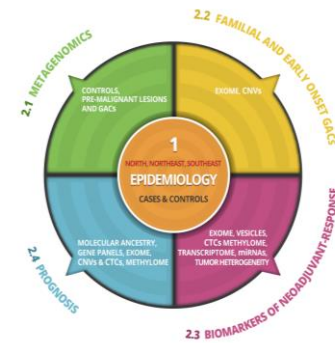 2.1 METAGENOMICS
2.2 FAMILIAL AND EARLY ONSET GACS
CONTROLS,
PRE-MALIGNANT LESIONS
AND GACs
EXOME, CNVs
1
NORTH, NORTHEAST, SOUTHEAST
EPIDEMIOLOGY
CASES & CONTROLS
MOLECULAR ANCESTRY,
GENE PANELS, EXOME,
CNVs & CTCs, METHYLOME
EXOME, VESICLES,
CTCs METHYLOME,
TRANSCRIPTOME, miRNAs,
TUMOR HETEROGENEITY
2.4 PROGNOSIS
2.3 BIOMARKERS OF NEOADJUVANT-RESPONSE